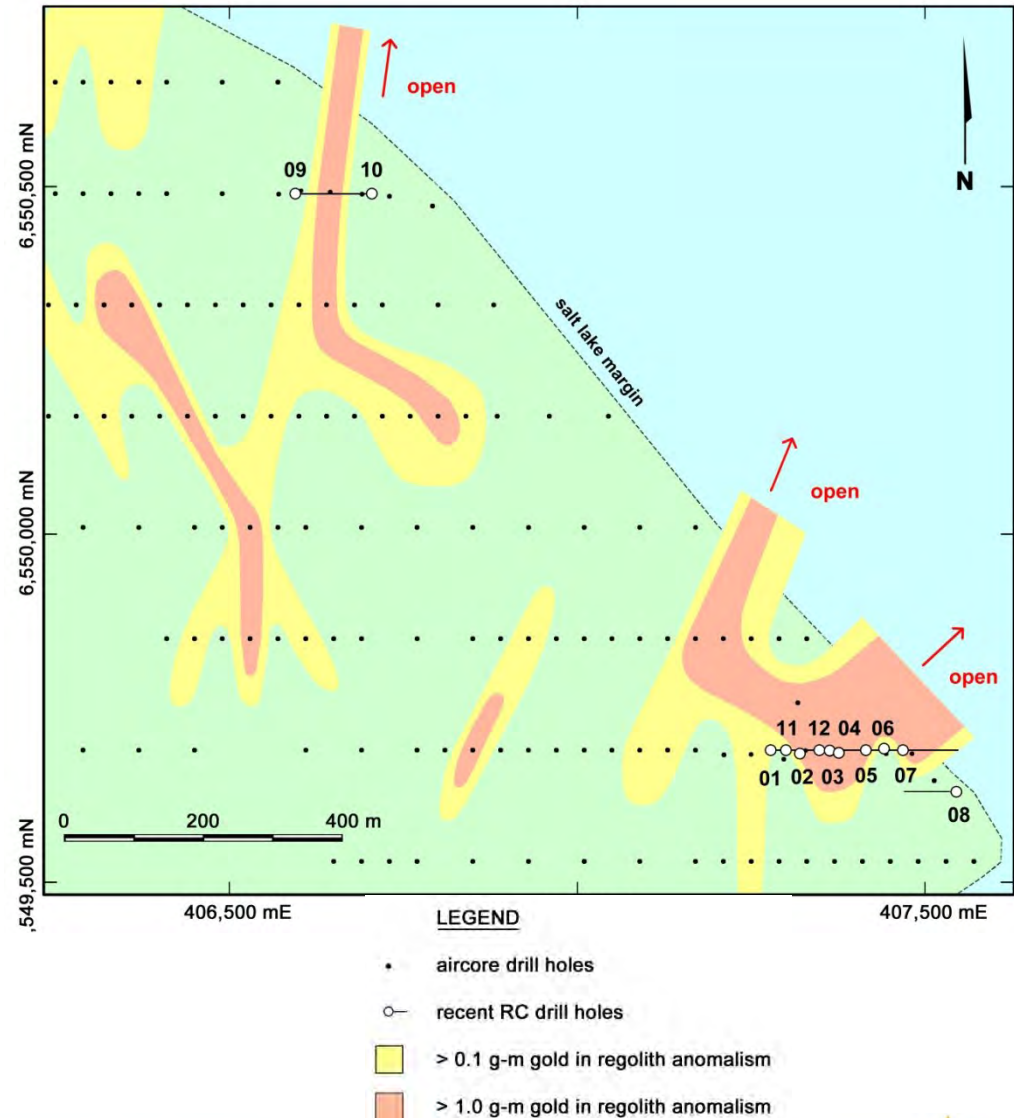 open
09 10
N
6,550,500 mN
salt lake margin
open
6,550,000 mN
open
11 12 04 06
01 02 03 05 07
08
0 200 400 m
,549,500 mN
406,500 mE
407,500 mE
LEGEND
aircore drill holes
recent RC drill holes
> 0.1 g-m gold in regolith anomalism
> 1.0 g-m gold in regolith anomalism